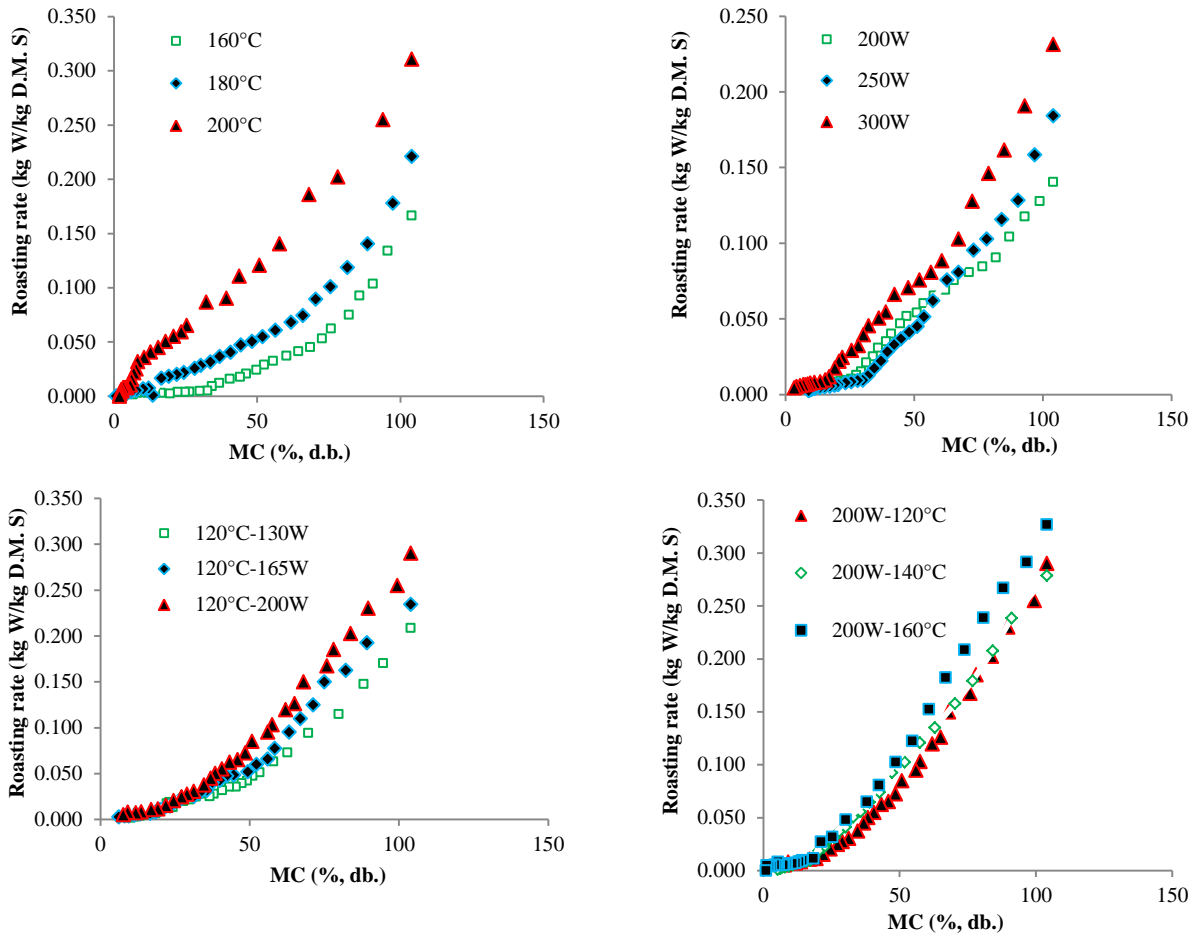 Roasting rate (kg W/kg D.M. S)
0.350
0.300
0.250
0.200
0.150
0.100
0.050
0.000
160°C
180°C
200°C
0
50
100
150
MC (%, d.b.)
Roasting rate (kg W/kg D.M. S)
0.250
0.200
0.150
0.100
0.050
0.000
200W
250W
300W
0
50
100
150
MC (%, db.)
Roasting rate (kg W/kg D.M. S)
0.350
0.300
0.250
0.200
0.150
0.100
0.050
0.000
120°C-130W
120°C-165W
120°C-200W
0
50
100
150
MC (%, db.)
Roasting rate (kg W/kg D.M. S)
0.350
0.300
0.250
0.200
0.150
0.100
0.050
0.000
200W-120°C
200W-140°C
200W-160°C
0
50
100
150
MC (%, db.)